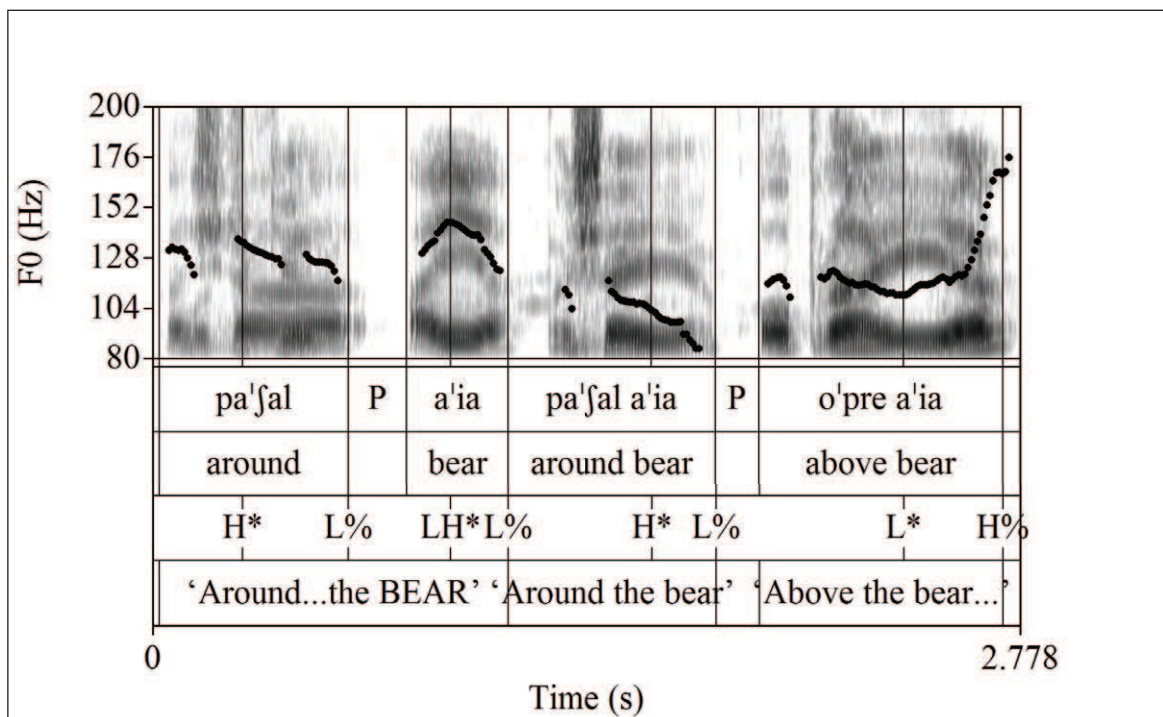 200
176
152
128
104
80
F0 (Hz)
paˈʃal P aˈia paˈʃal aˈia P oˈpre aˈia
around bear around bear above bear
H* L% LH* L% H* L% L* H%
‘Around...the BEAR’ ‘Around the bear’ ‘Above the bear...’
0 2.778
Time (s)